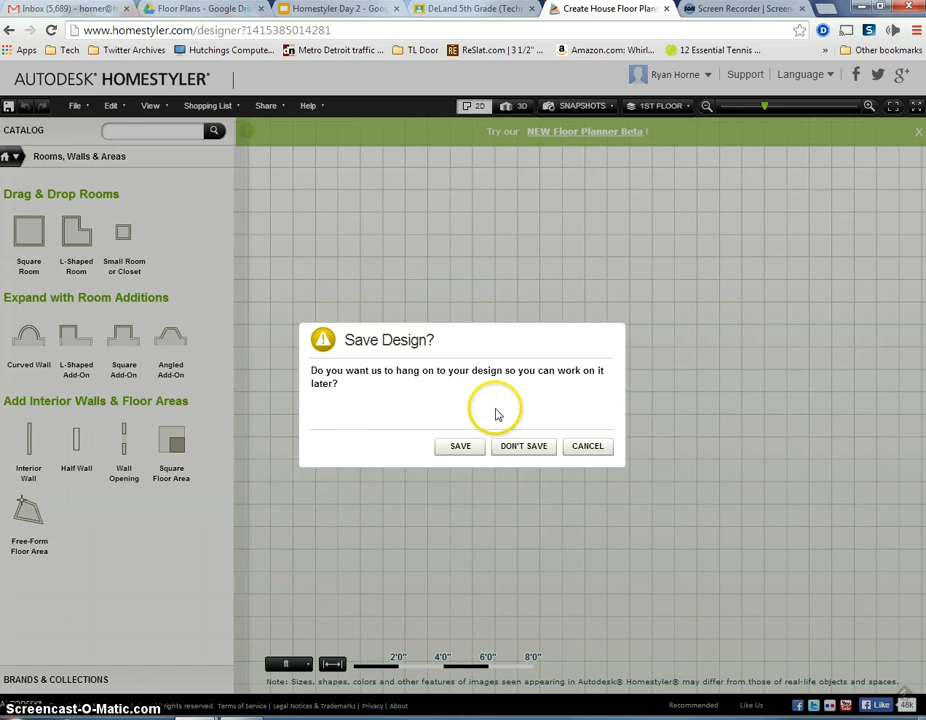 Inbox (5,689) - horner@h
Floor Plans - Google Driv
Homestyler Day 2 - Goog
DeLand 5th Grade (Techn
Create House Floor Plans
Screen Recorder | Screen
www.homestyler.com/designer?1415385014281
Apps
Tech
Twitter Archives
Hutchings Compute...
Metro Detroit traffic ...
TL Door
ReSlat.com | 3 1/2" ...
Amazon.com: Whirl...
12 Essential Tennis ...
»
Other bookmarks
AUTODESK® HOMESTYLER®
Ryan Horne
Support
Language
File
Edit
View
Shopping List
Share
Help
2D
3D
SNAPSHOTS
1ST FLOOR
CATALOG
Try our NEW Floor Planner Beta !
X
Rooms, Walls & Areas
Drag & Drop Rooms
Square Room
L-Shaped Room
Small Room or Closet
Expand with Room Additions
Curved Wall
L-Shaped Add-On
Square Add-On
Angled Add-On
Add Interior Walls & Floor Areas
Interior Wall
Half Wall
Wall Opening
Square Floor Area
Free-Form Floor Area
Save Design?
Do you want us to hang on to your design so you can work on it
later?
SAVE
DON'T SAVE
CANCEL
ft
2'0"
4'0"
6'0"
8'0"
BRANDS & COLLECTIONS
Note: Sizes, shapes, colors and other features of images seen appearing in Autodesk® Homestyler® may differ from those of real-life objects and spaces.
rights reserved. | Terms of Service | Legal Notices & Trademarks | Privacy | About
Recommended
Like Us
Like
48k
Screencast-O-Matic.com